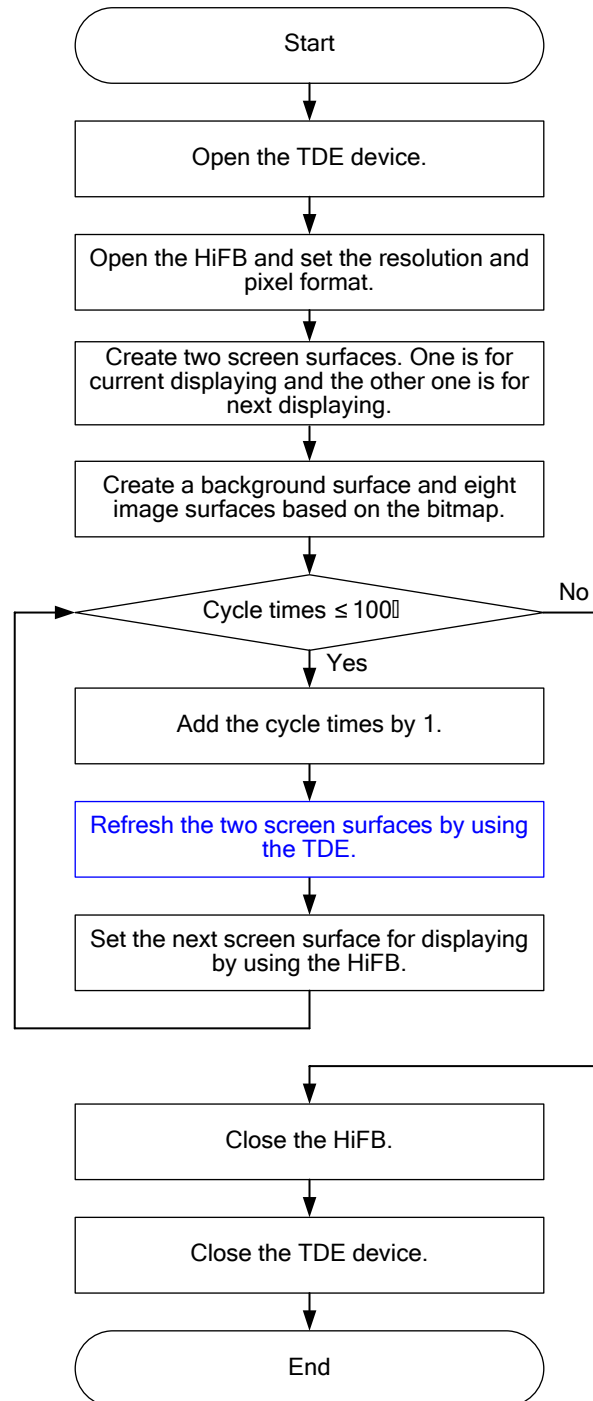 Start
Open the TDE device.
Open the HiFB and set the resolution and
pixel format.
Create two screen surfaces. One is for
current displaying and the other one is for
next displaying.
Create a background surface and eight
image surfaces based on the bitmap.
Cycle times ≤ 100▯
No
Yes
Add the cycle times by 1.
Refresh the two screen surfaces by using
the TDE.
Set the next screen surface for displaying
by using the HiFB.
Close the HiFB.
Close the TDE device.
End